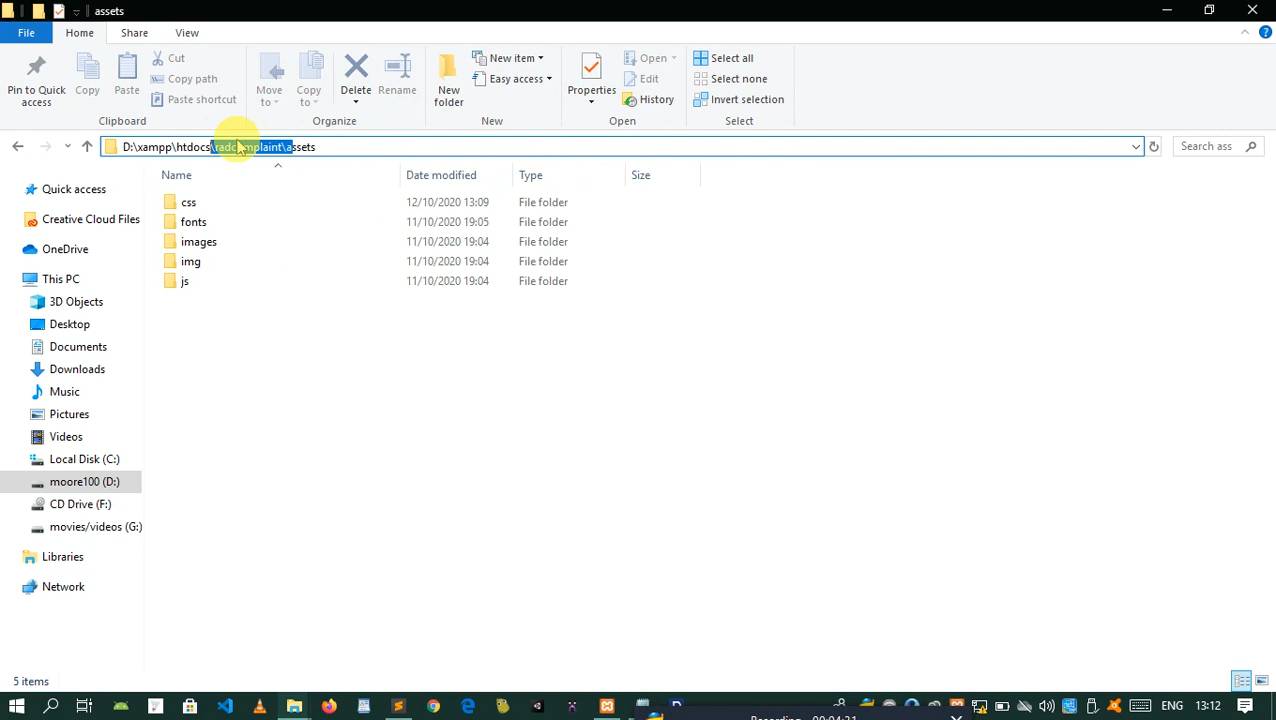 assets
File Home Share View
Pin to Quick access
Copy
Paste
Cut
Copy path
Paste shortcut
Clipboard
Move to
Copy to
Delete
Rename
Organize
New folder
New item
Easy access
New
Properties
Open
Edit
History
Open
Select all
Select none
Invert selection
Select
D:\xampp\htdocs\radcomplaint\assets
Search ass
Name Date modified Type Size
css 12/10/2020 13:09 File folder
fonts 11/10/2020 19:05 File folder
images 11/10/2020 19:04 File folder
img 11/10/2020 19:04 File folder
js 11/10/2020 19:04 File folder
Quick access
Creative Cloud Files
OneDrive
This PC
3D Objects
Desktop
Documents
Downloads
Music
Pictures
Videos
Local Disk (C:)
moore100 (D:)
CD Drive (F:)
movies/videos (G:)
Libraries
Network
5 items
ENG 13:12